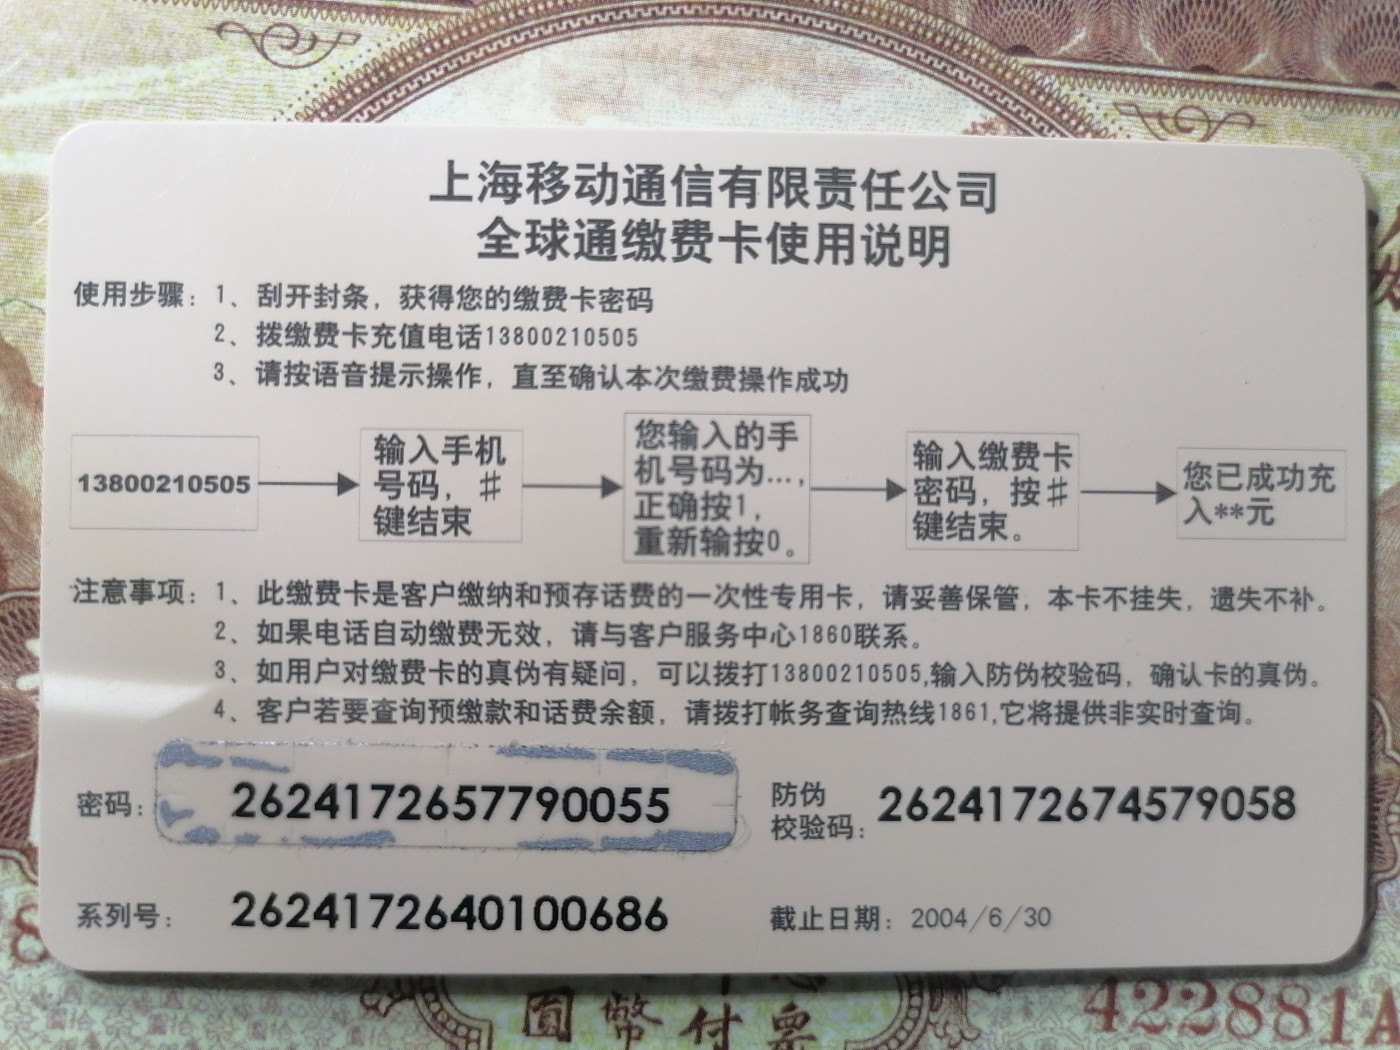 上海移动通信有限责任公司
全球通缴费卡使用说明
使用步骤：1、刮开封条，获得您的缴费卡密码
2、拨缴费卡充值电话13800210505
3、请按语音提示操作，直至确认本次缴费操作成功
13800210505
输入手机
号码，#
键结束
您输入的手
机号码为...,
正确按1，
重新输按0。
输入缴费卡
密码，按#
键结束。
您已成功充
入**元
注意事项：1、此缴费卡是客户缴纳和预存话费的一次性专用卡，请妥善保管，本卡不挂失，遗失不补。
2、如果电话自动缴费无效，请与客户服务中心1860联系。
3、如用户对缴费卡的真伪有疑问，可以拨打13800210505,输入防伪校验码，确认卡的真伪。
4、客户若要查询预缴款和话费余额，请拨打帐务查询热线1861,它将提供非实时查询。
密码：2624172657790055
防伪
校验码：2624172674579058
系列号：2624172640100686
截止日期：2004/6/30
圓幣付票
422881A